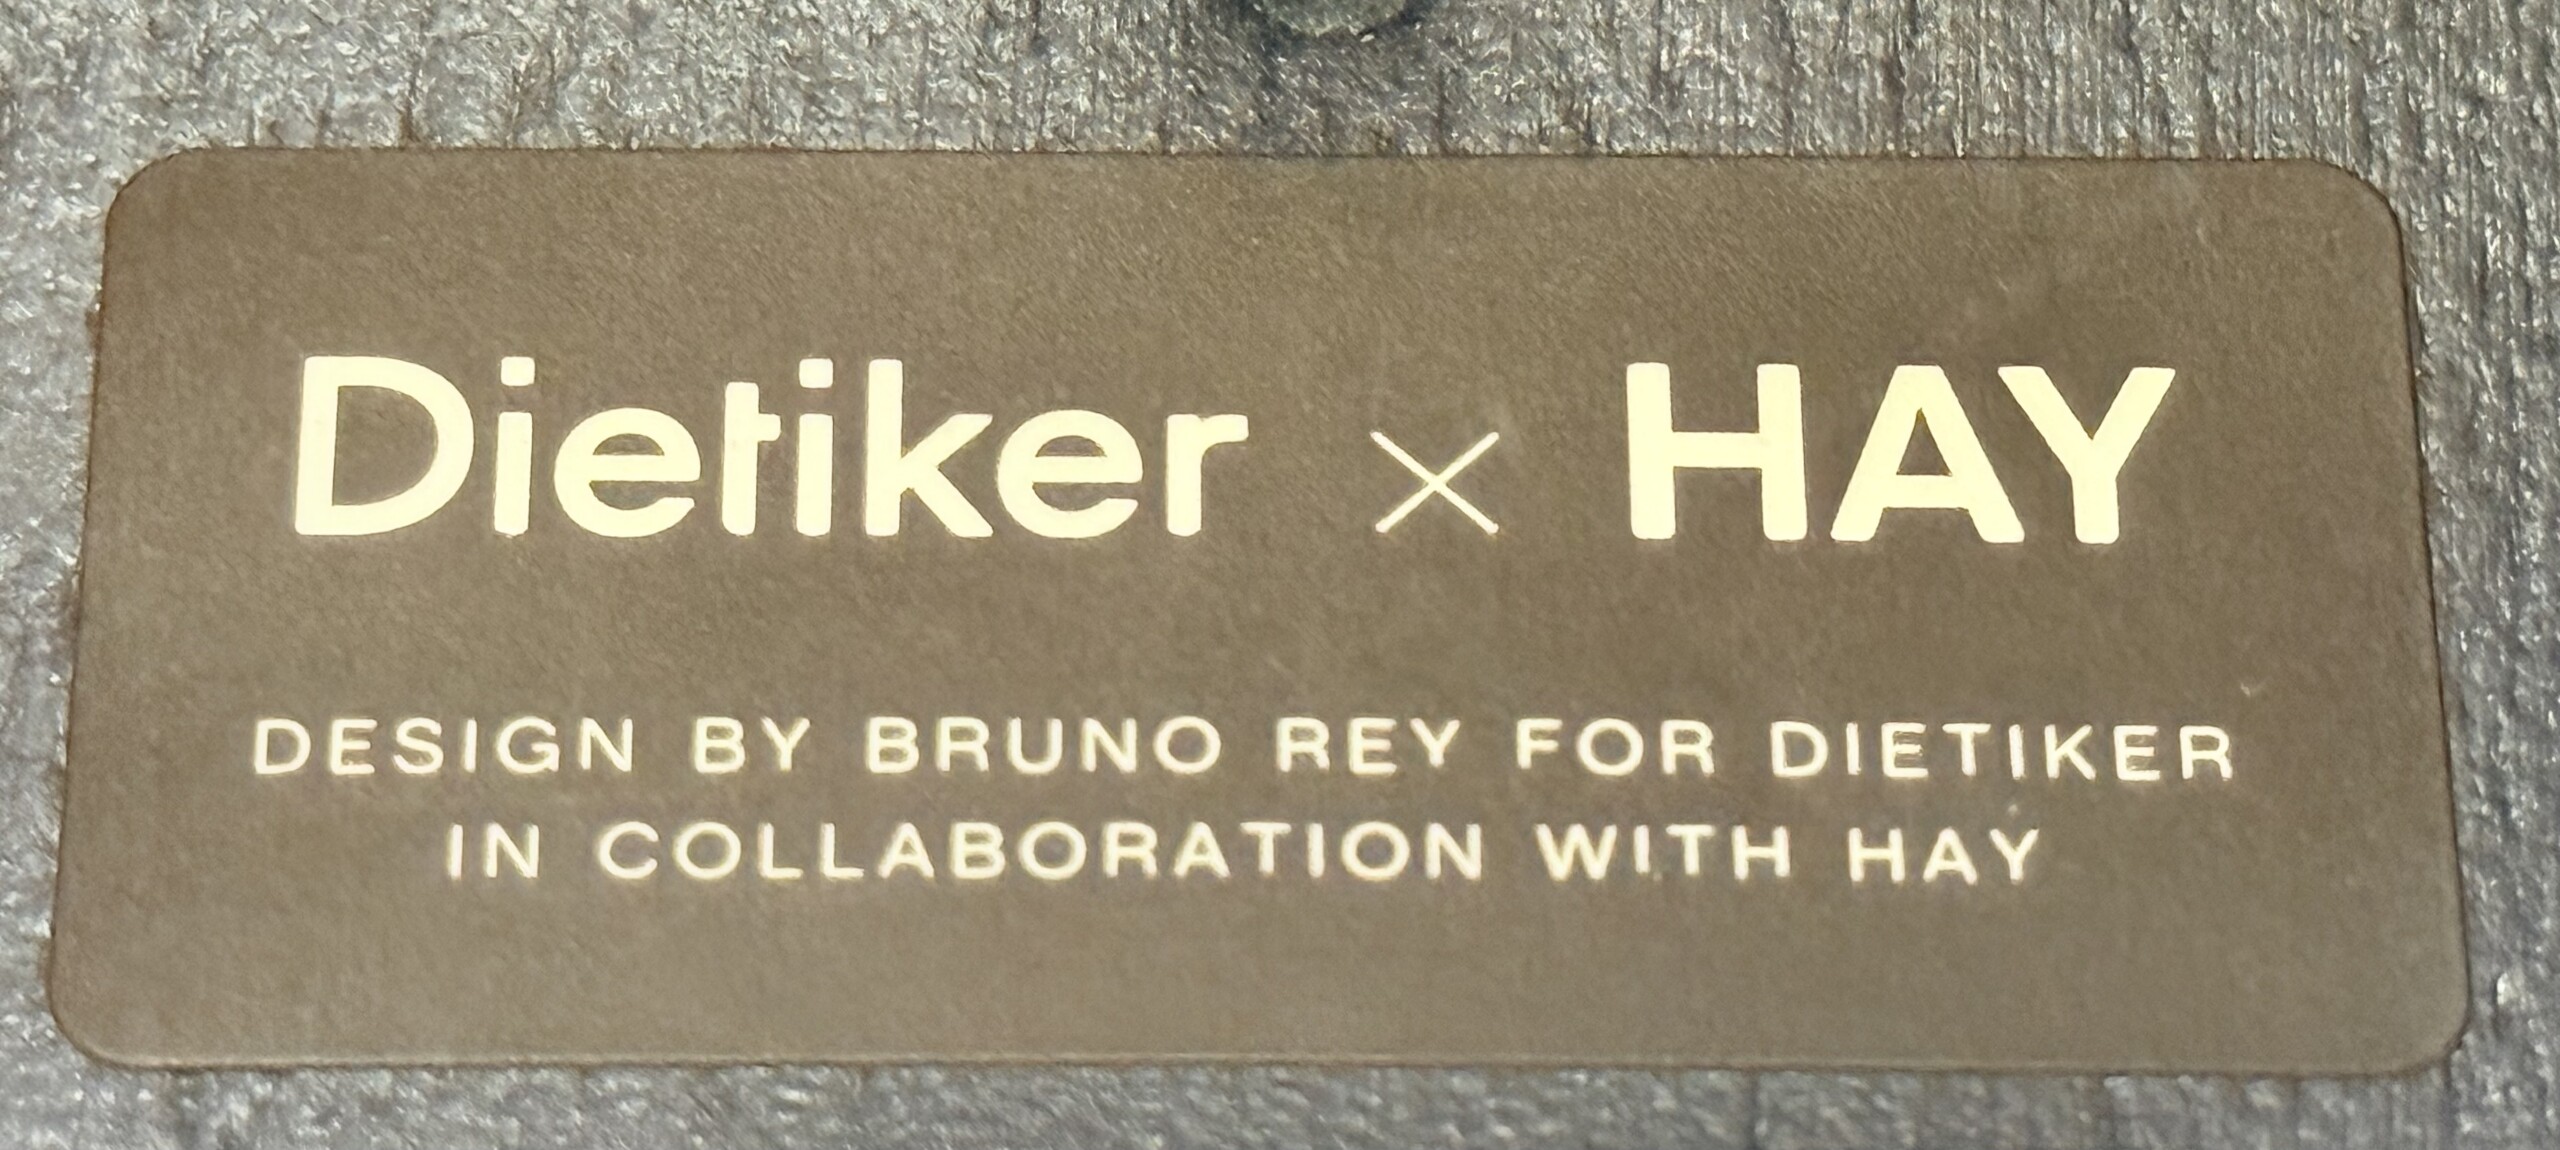 Dietiker × HAY
DESIGN BY BRUNO REY FOR DIETIKER
IN COLLABORATION WITH HAY